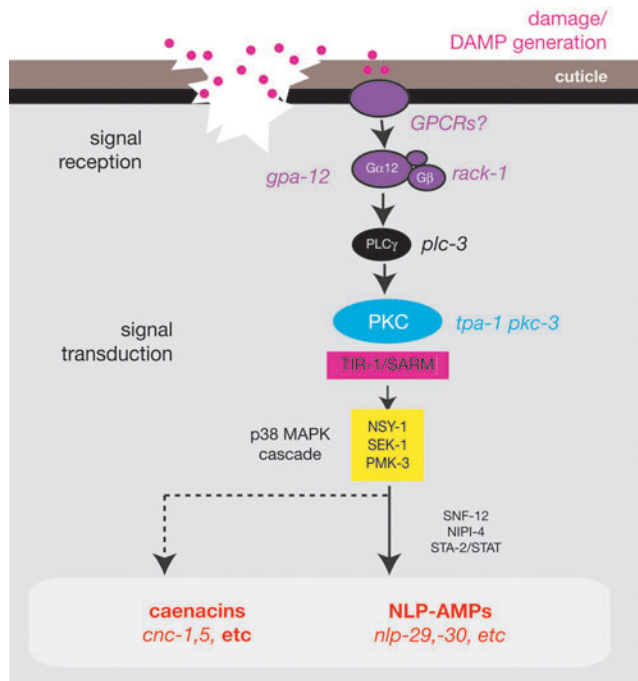 damage/
DAMP generation
cuticle
signal
reception
GPCRs?
gpa-12
Gα12
Gβ
rack-1
PLCγ
plc-3
signal
transduction
PKC
tpa-1 pkc-3
TIR-1/SARM
p38 MAPK
cascade
NSY-1
SEK-1
PMK-3
SNF-12
NIPI-4
STA-2/STAT
caenacins
cnc-1,5, etc
NLP-AMPs
nlp-29,-30, etc